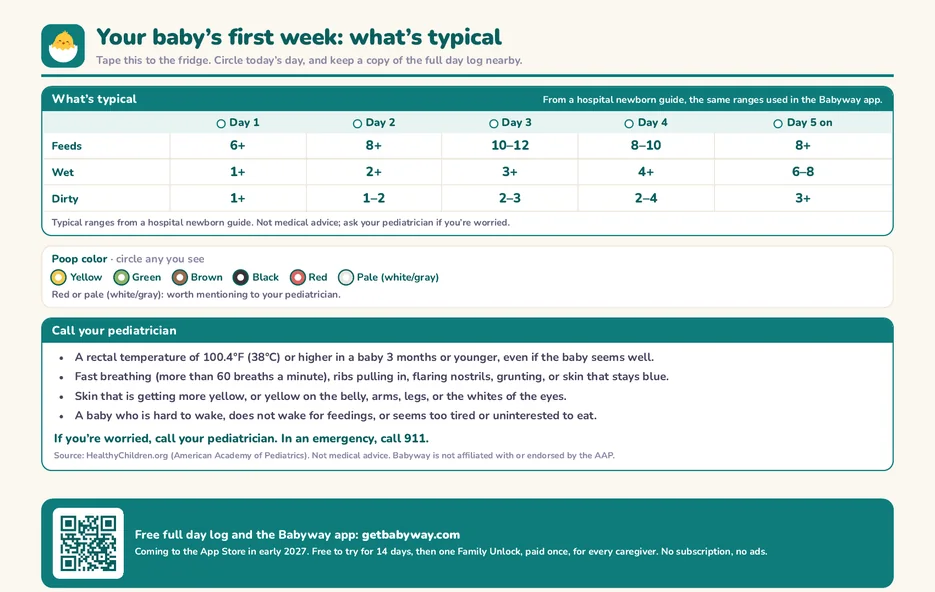 Your baby’s first week: what’s typical
Tape this to the fridge. Circle today’s day, and keep a copy of the full day log nearby.
What’s typical
From a hospital newborn guide, the same ranges used in the Babyway app.
Day 1 Day 2 Day 3 Day 4 Day 5 on
Feeds 6+ 8+ 10–12 8–10 8+
Wet 1+ 2+ 3+ 4+ 6–8
Dirty 1+ 1–2 2–3 2–4 3+
Typical ranges from a hospital newborn guide. Not medical advice; ask your pediatrician if you’re worried.
Poop color · circle any you see
Yellow Green Brown Black Red Pale (white/gray)
Red or pale (white/gray): worth mentioning to your pediatrician.
Call your pediatrician
• A rectal temperature of 100.4°F (38°C) or higher in a baby 3 months or younger, even if the baby seems well.
• Fast breathing (more than 60 breaths a minute), ribs pulling in, flaring nostrils, grunting, or skin that stays blue.
• Skin that is getting more yellow, or yellow on the belly, arms, legs, or the whites of the eyes.
• A baby who is hard to wake, does not wake for feedings, or seems too tired or uninterested to eat.
If you’re worried, call your pediatrician. In an emergency, call 911.
Source: HealthyChildren.org (American Academy of Pediatrics). Not medical advice. Babyway is not affiliated with or endorsed by the AAP.
Free full day log and the Babyway app: getbabyway.com
Coming to the App Store in early 2027. Free to try for 14 days, then one Family Unlock, paid once, for every caregiver. No subscription, no ads.